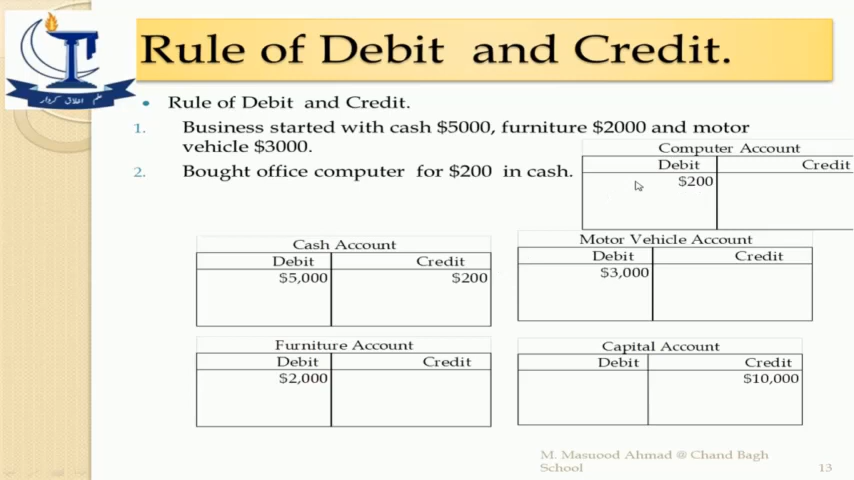 Rule of Debit and Credit.
علم اخلاق کردار
• Rule of Debit and Credit.
1. Business started with cash $5000, furniture $2000 and motor
vehicle $3000.
2. Bought office computer for $200 in cash.
Computer Account
Debit Credit
$200
Cash Account
Debit Credit
$5,000 $200
Motor Vehicle Account
Debit Credit
$3,000
Furniture Account
Debit Credit
$2,000
Capital Account
Debit Credit
$10,000
M. Masuood Ahmad @ Chand Bagh
School
13